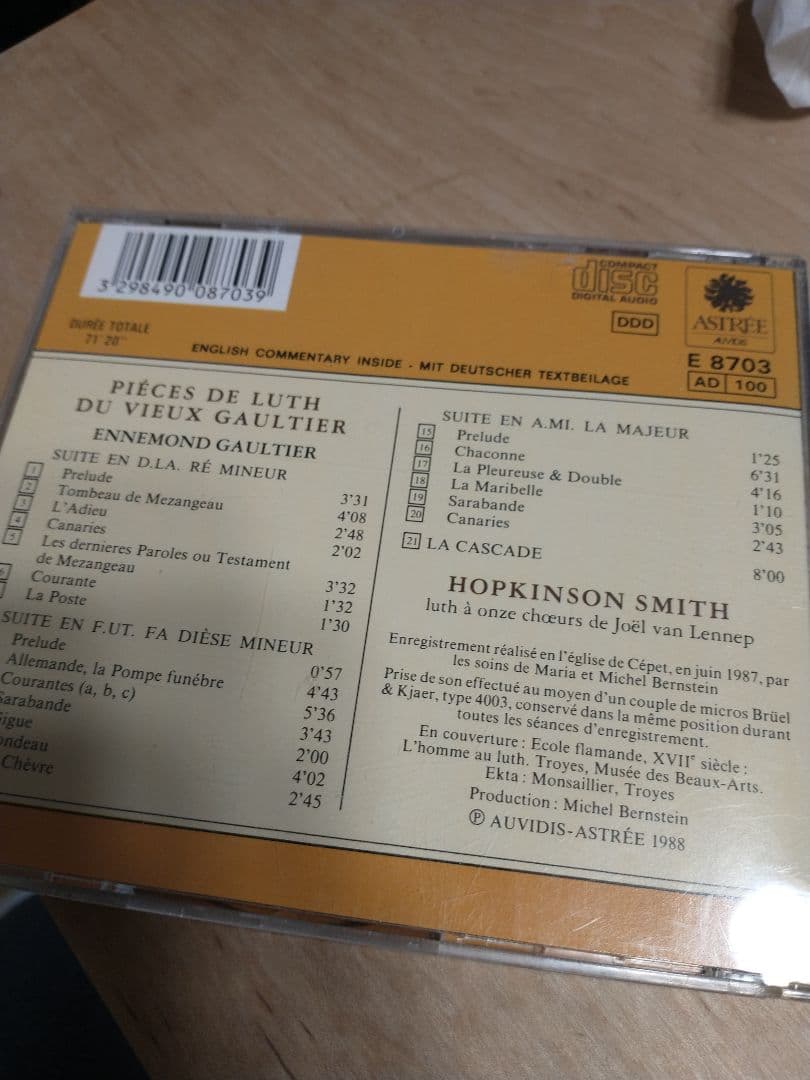 3 298490 087039
DURÉE TOTALE
71'20"
COMPACT
disc
DIGITAL AUDIO
DDD
ASTRÉE
AUVIDIS
E 8703
AD 100
ENGLISH COMMENTARY INSIDE - MIT DEUTSCHER TEXTBEILAGE
PIÉCES DE LUTH
DU VIEUX GAULTIER
ENNEMOND GAULTIER
SUITE EN D.LA. RÉ MINEUR
1 Prelude 3'31
2 Tombeau de Mezangeau 4'08
3 L'Adieu 2'48
4 Canaries 2'02
5 Les dernieres Paroles ou Testament
de Mezangeau 3'32
6 Courante 1'32
La Poste 1'30
SUITE EN F.UT. FA DIÈSE MINEUR
Prelude 0'57
Allemande, la Pompe funébre 4'43
Courantes (a, b, c) 5'36
Sarabande 3'43
Gigue 2'00
ondeau 4'02
Chèvre 2'45
SUITE EN A.MI. LA MAJEUR
15 Prelude 1'25
16 Chaconne 6'31
17 La Pleureuse & Double 4'16
18 La Maribelle 1'10
19 Sarabande 3'05
20 Canaries 2'43
21 LA CASCADE 8'00
HOPKINSON SMITH
luth à onze chœurs de Joël van Lennep
Enregistrement réalisé en l'église de Cépet, en juin 1987, par
les soins de Maria et Michel Bernstein
Prise de son effectué au moyen d'un couple de micros Brüel
& Kjaer, type 4003, conservé dans la même position durant
toutes les séances d'enregistrement.
En couverture : Ecole flamande, XVIIe siècle :
L'homme au luth. Troyes, Musée des Beaux-Arts.
Ekta : Monsaillier, Troyes
Production : Michel Bernstein
℗ AUVIDIS-ASTRÉE 1988